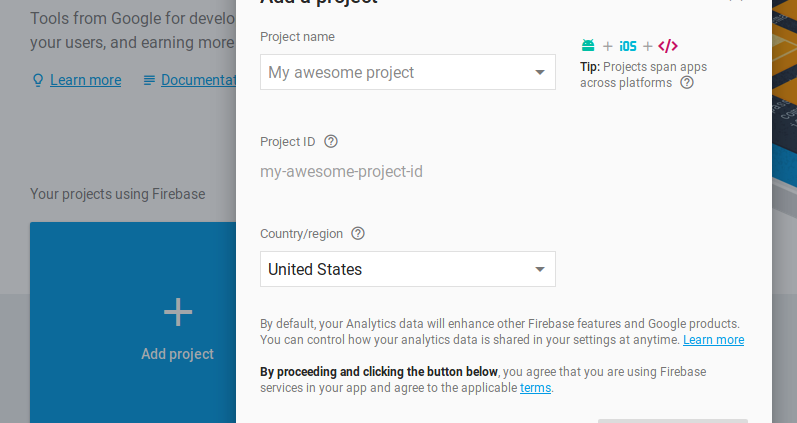 Add a project
Tools from Google for develo
your users, and earning more
Learn more
Documentat
Project name
My awesome project
iOS
Tip: Projects span apps
across platforms
Project ID
my-awesome-project-id
Your projects using Firebase
Country/region
United States
Add project
By default, your Analytics data will enhance other Firebase features and Google products.
You can control how your analytics data is shared in your settings at anytime. Learn more
By proceeding and clicking the button below, you agree that you are using Firebase
services in your app and agree to the applicable terms.